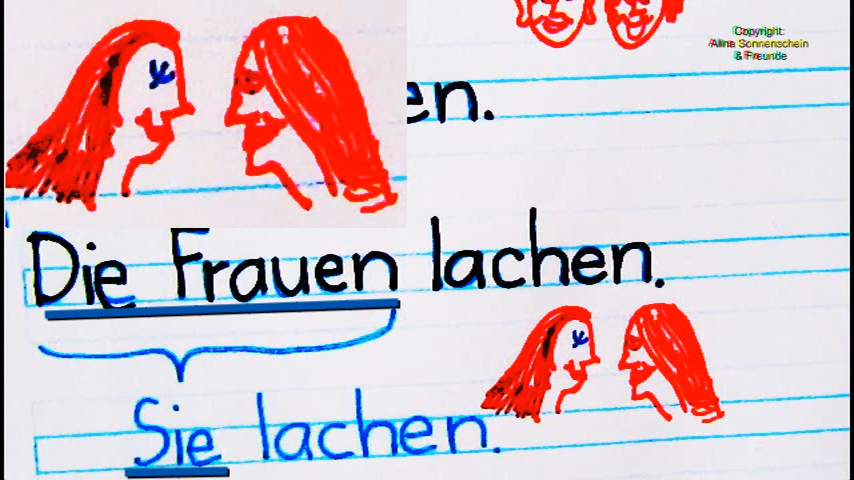 Copyright:
Alina Sonnenschein
& Freunde
en.
Die Frauen lachen.
Sie lachen.